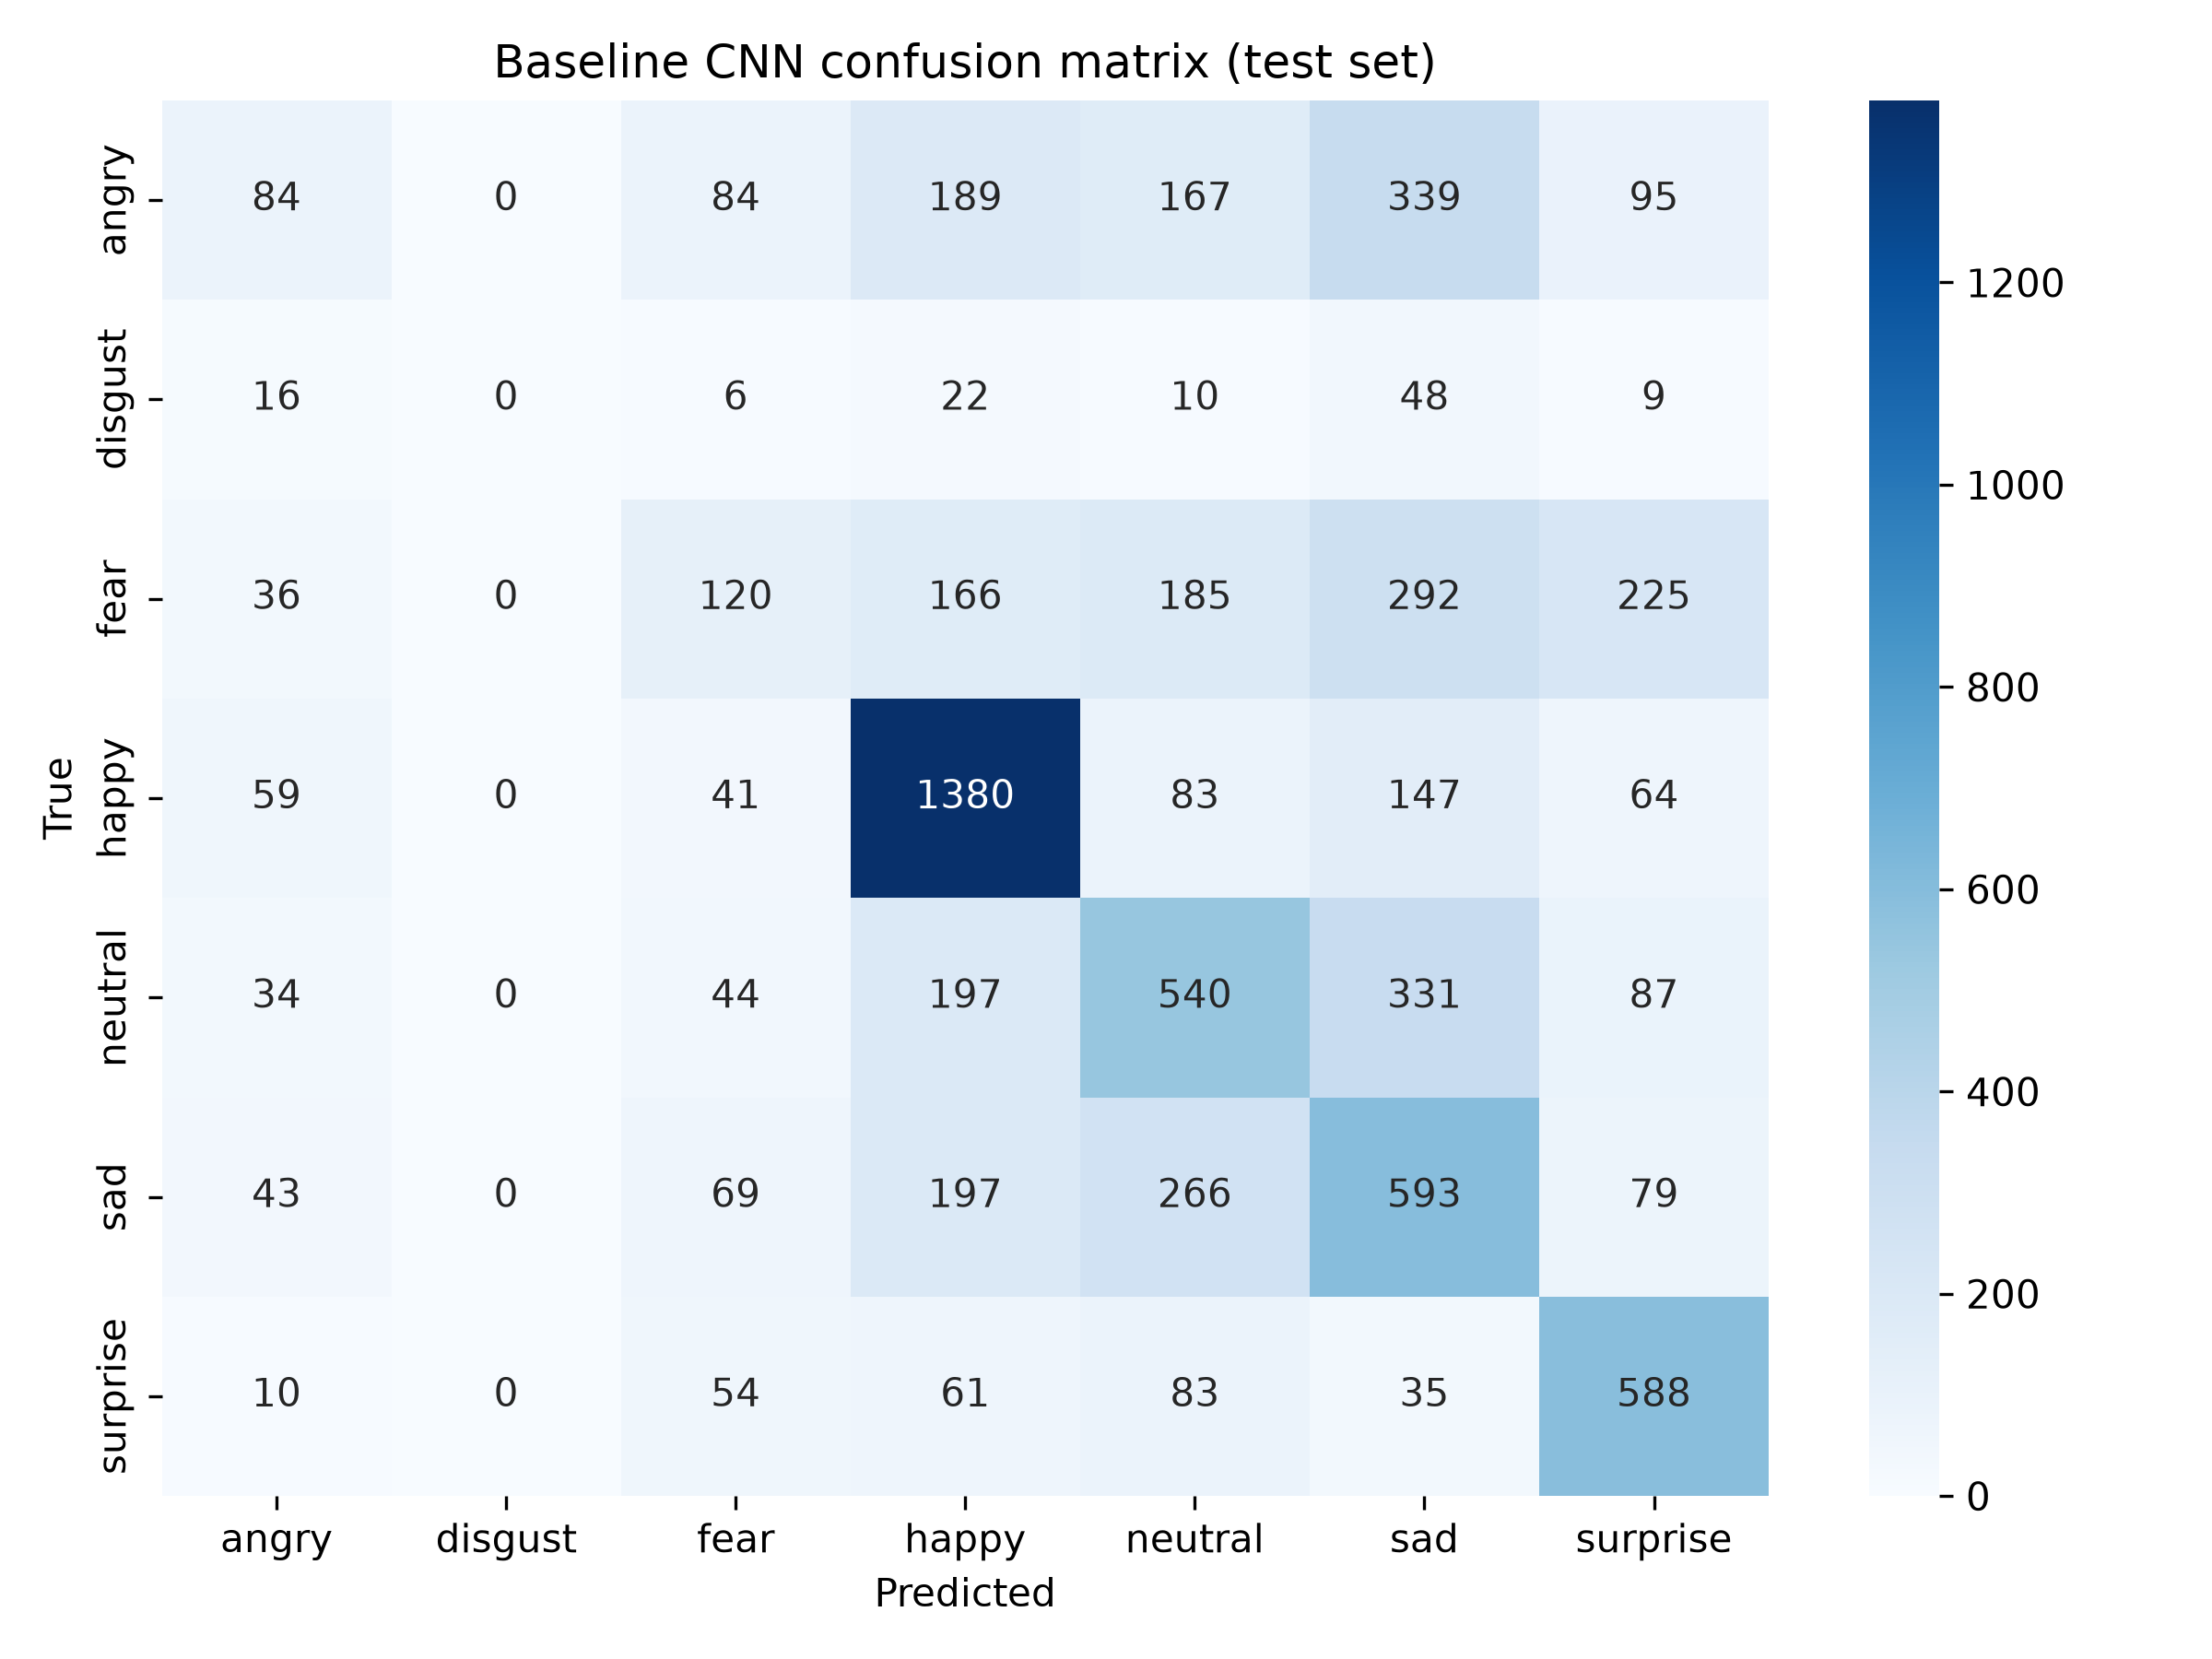 Baseline CNN confusion matrix (test set)
True
angry 84 0 84 189 167 339 95
disgust 16 0 6 22 10 48 9
fear 36 0 120 166 185 292 225
happy 59 0 41 1380 83 147 64
neutral 34 0 44 197 540 331 87
sad 43 0 69 197 266 593 79
surprise 10 0 54 61 83 35 588
angry disgust fear happy neutral sad surprise
Predicted
1200
1000
800
600
400
200
0